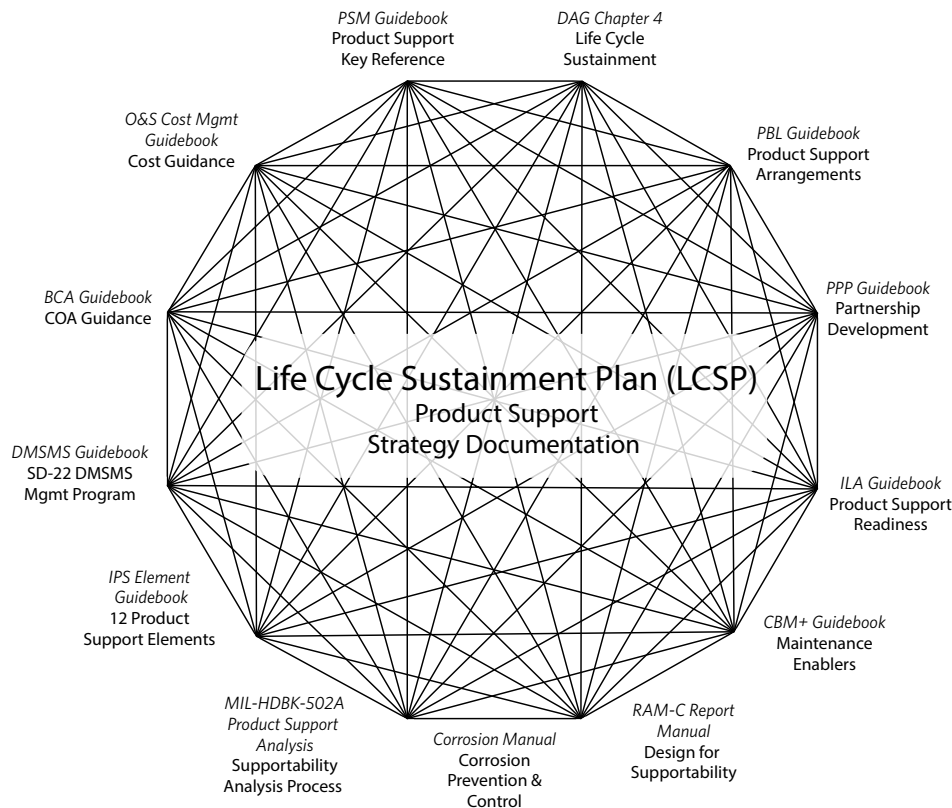 PSM Guidebook
Product Support
Key Reference
DAG Chapter 4
Life Cycle
Sustainment
O&S Cost Mgmt
Guidebook
Cost Guidance
PBL Guidebook
Product Support
Arrangements
BCA Guidebook
COA Guidance
PPP Guidebook
Partnership
Development
Life Cycle Sustainment Plan (LCSP)
Product Support
Strategy Documentation
DMSMS Guidebook
SD-22 DMSMS
Mgmt Program
ILA Guidebook
Product Support
Readiness
IPS Element
Guidebook
12 Product
Support Elements
CBM+ Guidebook
Maintenance
Enablers
MIL-HDBK-502A
Product Support
Analysis
Supportability
Analysis Process
Corrosion Manual
Corrosion
Prevention &
Control
RAM-C Report
Manual
Design for
Supportability